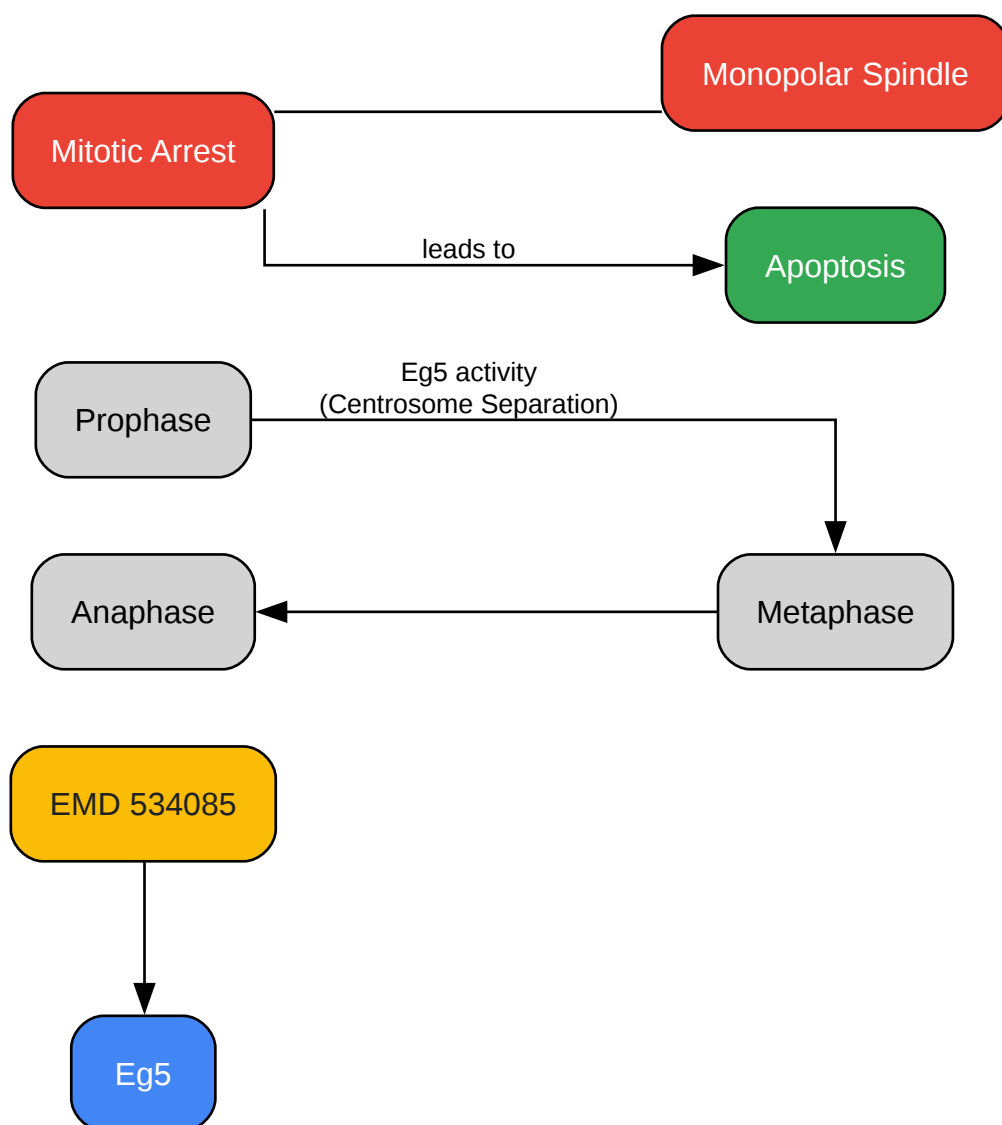 Monopolar Spindle
Mitotic Arrest
leads to
Apoptosis
Eg5 activity
(Centrosome Separation)
Prophase
Anaphase
Metaphase
EMD 534085
Eg5